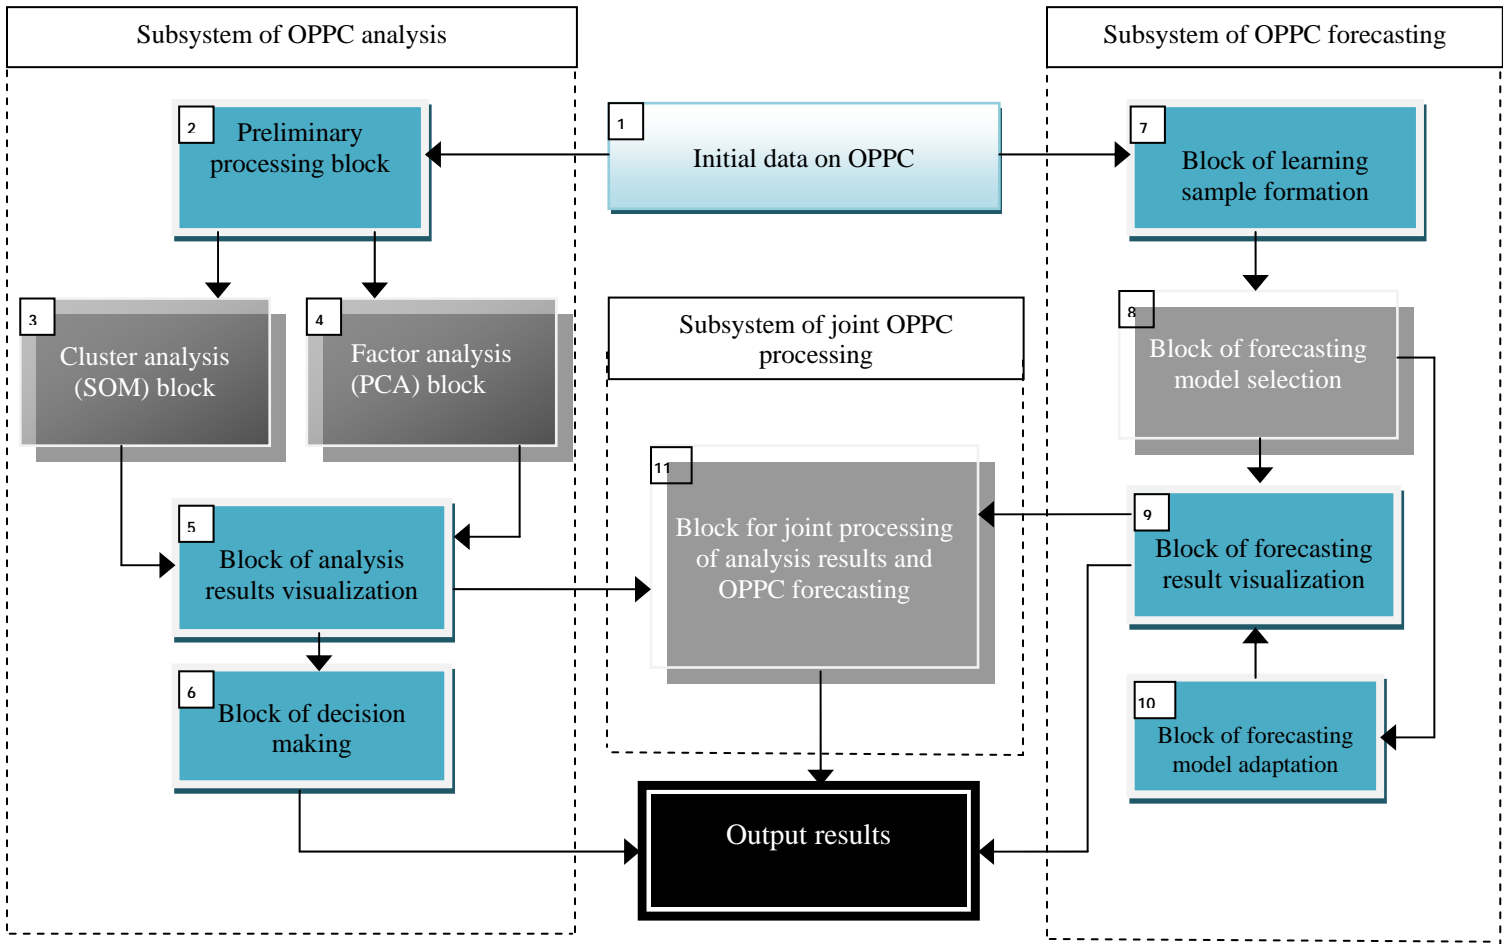 Subsystem of OPPC analysis
Subsystem of OPPC forecasting
2
Preliminary
processing block
1
Initial data on OPPC
7
Block of learning
sample formation
3
Cluster analysis
(SOM) block
4
Factor analysis
(PCA) block
Subsystem of joint OPPC
processing
8
Block of forecasting
model selection
5
Block of analysis
results visualization
11
Block for joint processing
of analysis results and
OPPC forecasting
9
Block of forecasting
result visualization
6
Block of decision
making
10
Block of forecasting
model adaptation
Output results